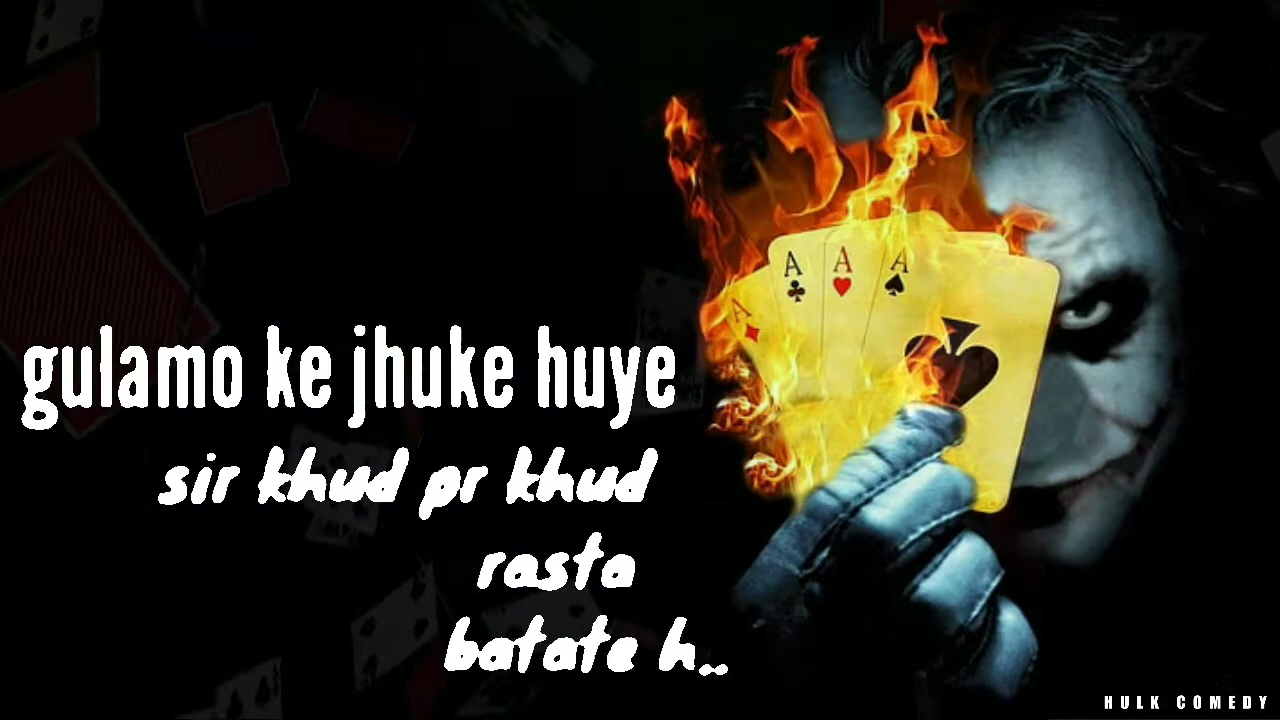 gulamo ke jhuke huye
sir khud pr khud
rasta
batate h..
A
A
A
A
HULK COMEDY